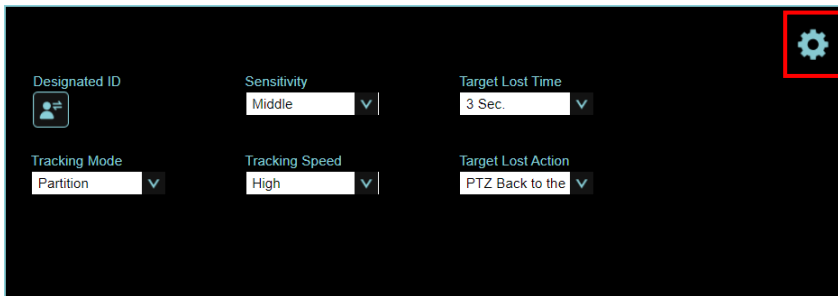 Designated ID
Sensitivity
Target Lost Time
Middle
3 Sec.
Tracking Mode
Tracking Speed
Target Lost Action
Partition
High
PTZ Back to the